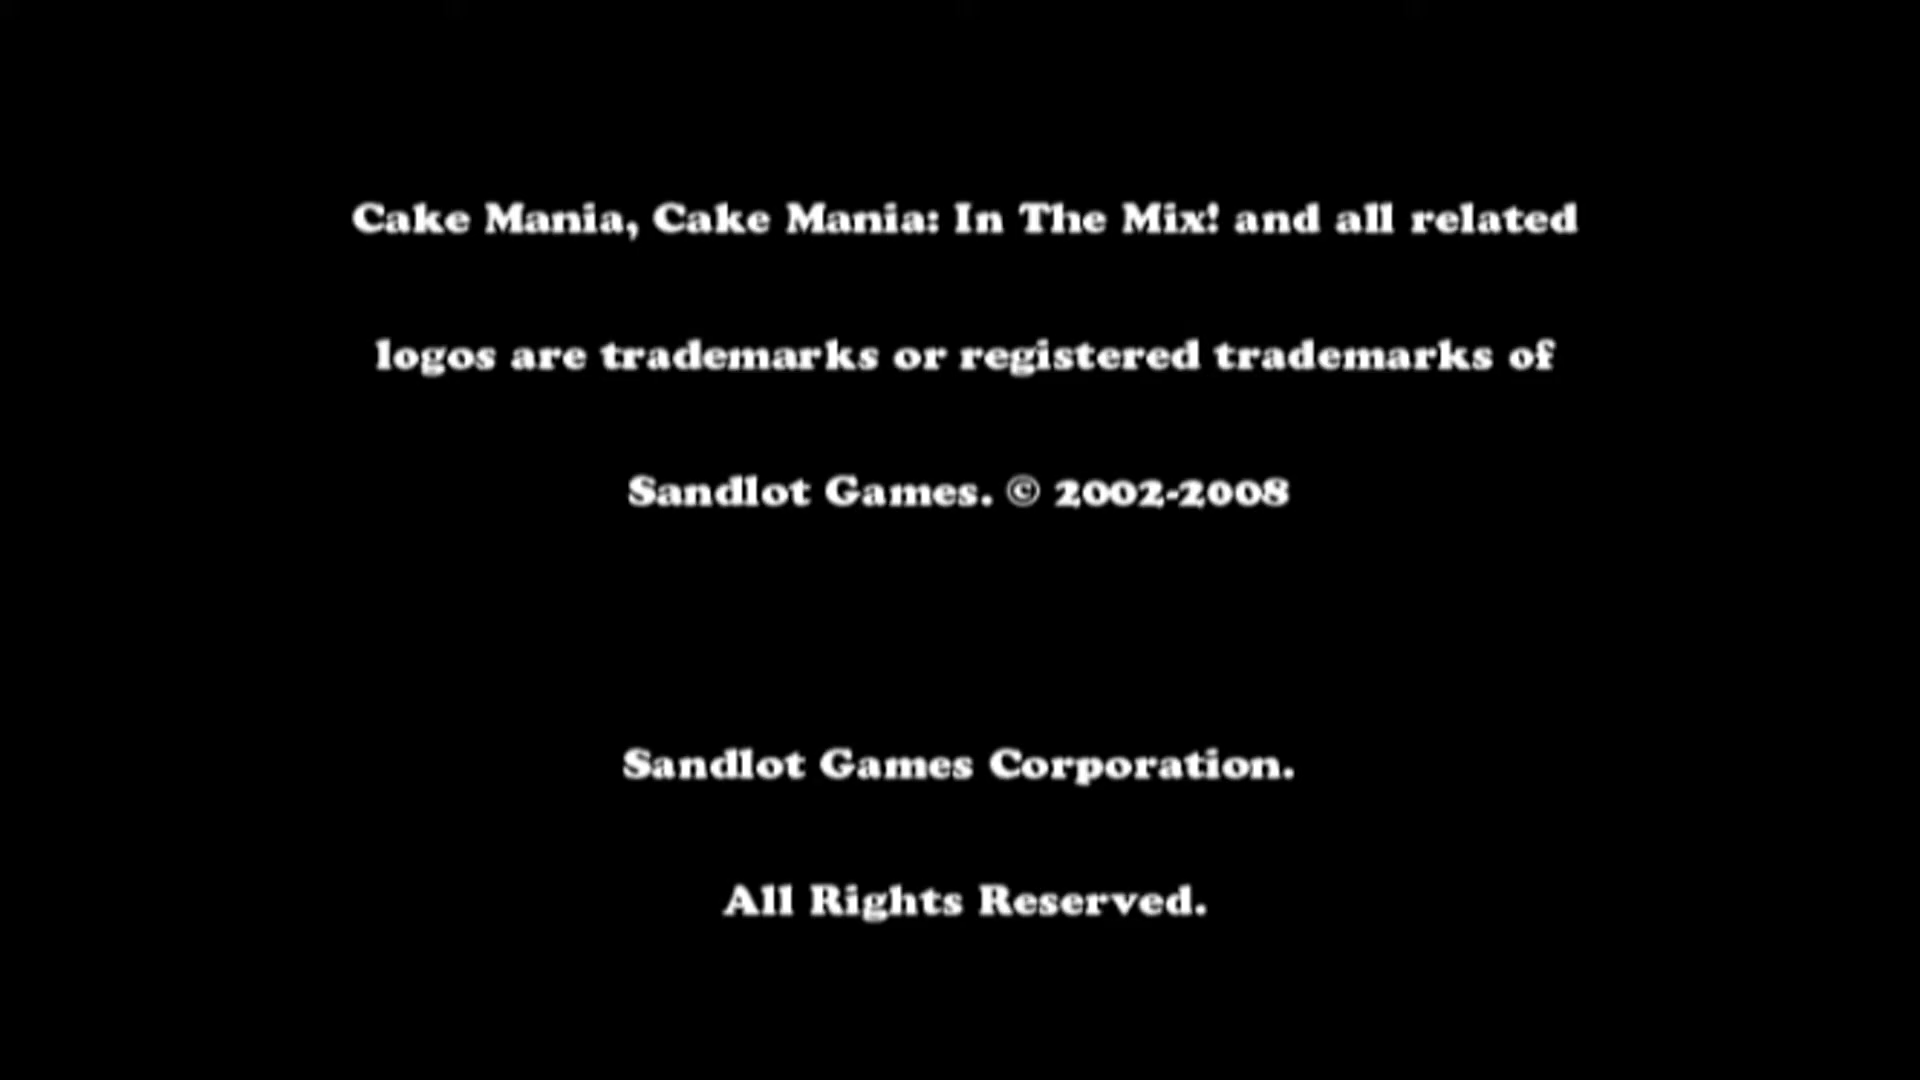 Cake Mania, Cake Mania: In The Mix! and all related
logos are trademarks or registered trademarks of
Sandlot Games. © 2002-2008
Sandlot Games Corporation.
All Rights Reserved.